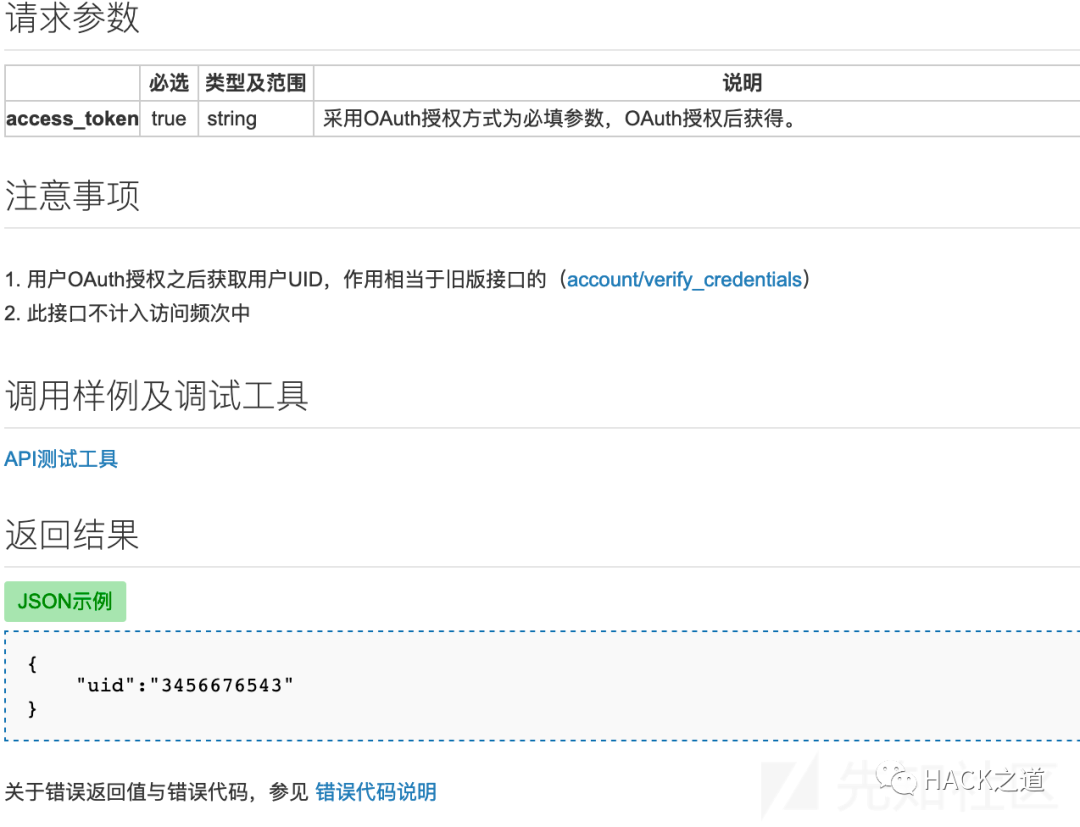 请求参数
必选 类型及范围 说明
access_token true string 采用OAuth授权方式为必填参数，OAuth授权后获得。
注意事项
1. 用户OAuth授权之后获取用户UID，作用相当于旧版接口的（account/verify_credentials）
2. 此接口不计入访问频次中
调用样例及调试工具
API测试工具
返回结果
JSON示例
{
"uid":"3456676543"
}
关于错误返回值与错误代码，参见 错误代码说明
先知社区
HACK之道